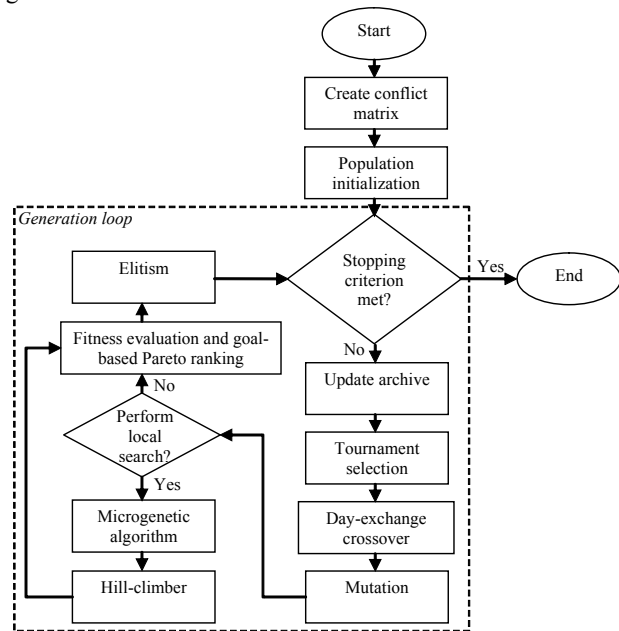 Start
Create conflict
matrix
Population
initialization
Generation loop
Elitism
Stopping
criterion
met?
Yes
End
Fitness evaluation and goal-
based Pareto ranking
No
Update archive
No
Perform
local
search?
Tournament
selection
Yes
Microgenetic
algorithm
Day-exchange
crossover
Hill-climber
Mutation